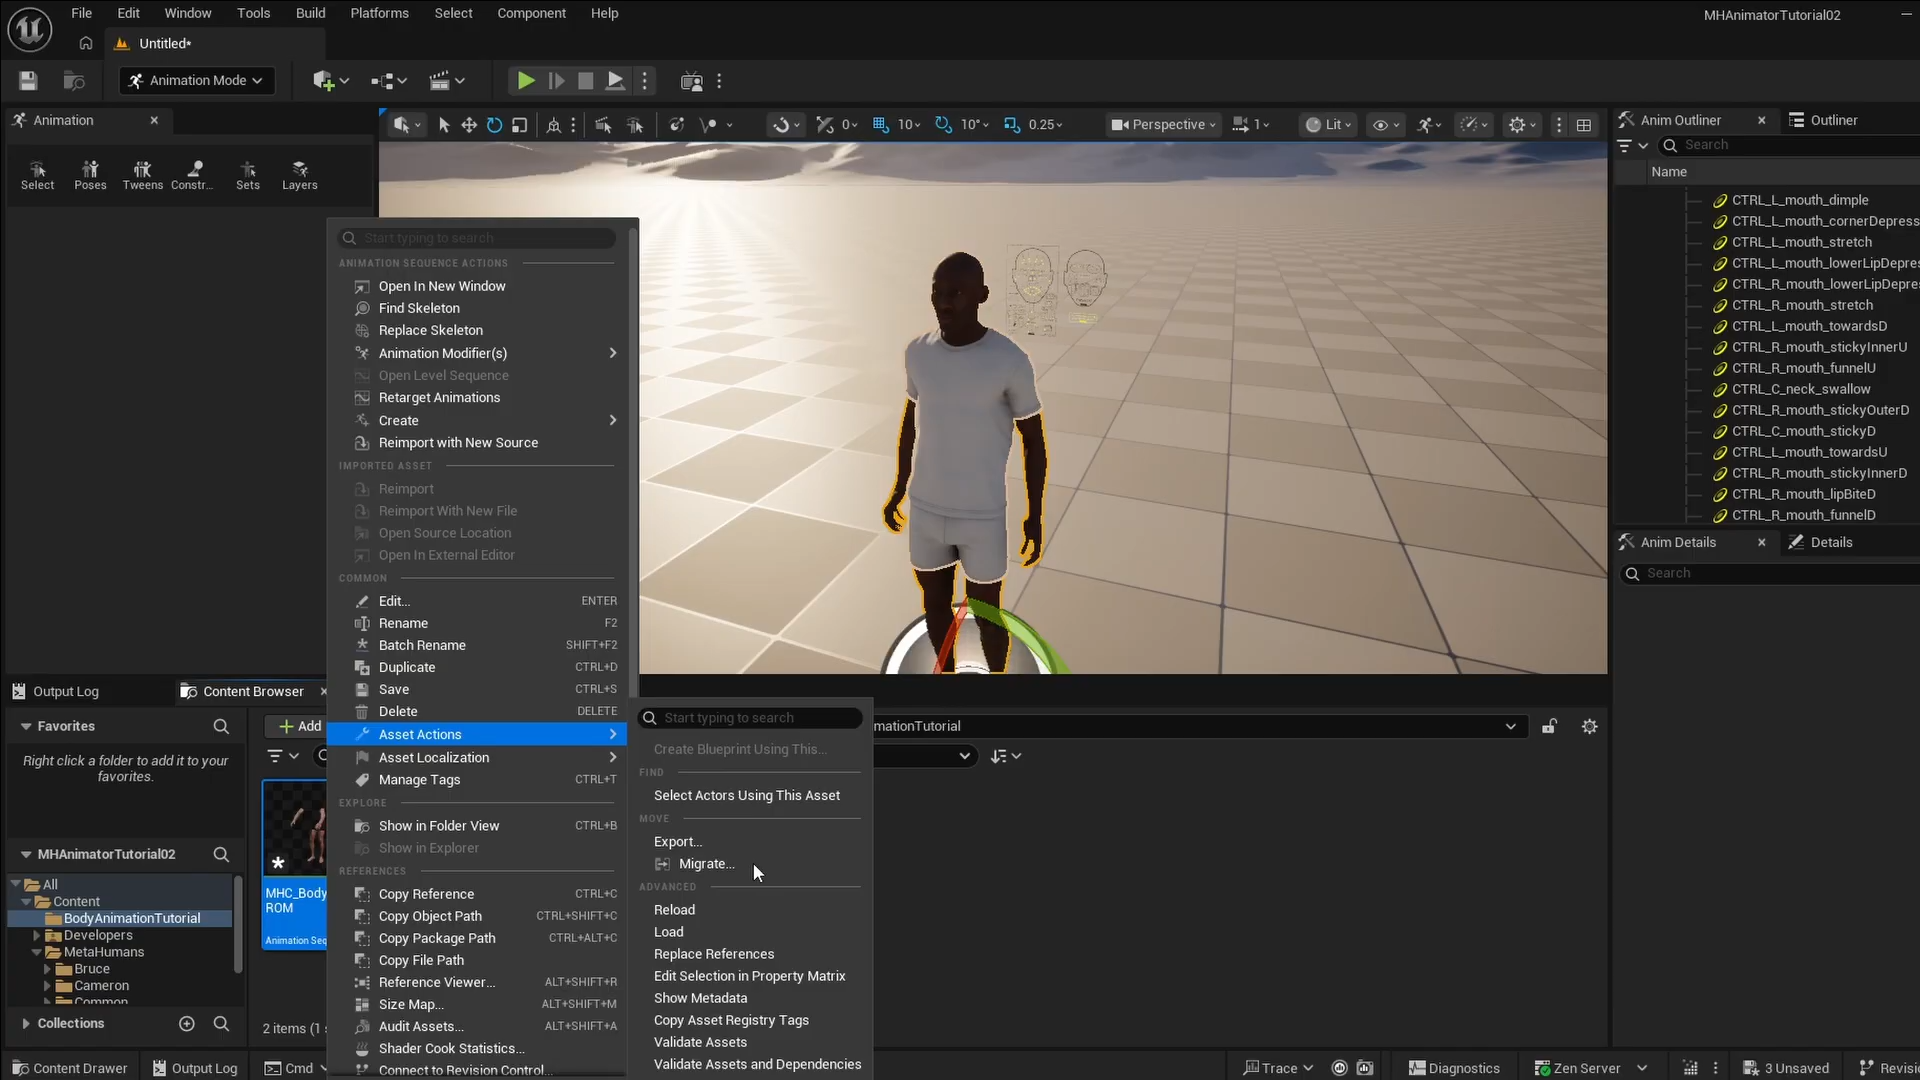 File Edit Window Tools Build Platforms Select Component Help
MHAnimatorTutorial02
Untitled*
Animation Mode
Animation
Select Poses Tweens Constr... Sets Layers
0 10 10° 0.25 Perspective 1 Lit
Anim Outliner Outliner
Search
Name
CTRL_L_mouth_dimple
CTRL_L_mouth_cornerDepress
CTRL_L_mouth_stretch
CTRL_L_mouth_lowerLipDepres
CTRL_R_mouth_lowerLipDepres
CTRL_R_mouth_stretch
CTRL_L_mouth_towardsD
CTRL_R_mouth_stickyInnerU
CTRL_R_mouth_funnelU
CTRL_C_neck_swallow
CTRL_R_mouth_stickyOuterD
CTRL_C_mouth_stickyD
CTRL_L_mouth_towardsU
CTRL_R_mouth_stickyInnerD
CTRL_R_mouth_lipBiteD
CTRL_R_mouth_funnelD
Anim Details Details
Search
Start typing to search
ANIMATION SEQUENCE ACTIONS
Open In New Window
Find Skeleton
Replace Skeleton
Animation Modifier(s)
Open Level Sequence
Retarget Animations
Create
Reimport with New Source
IMPORTED ASSET
Reimport
Reimport With New File
Open Source Location
Open In External Editor
COMMON
Edit... ENTER
Rename F2
Batch Rename SHIFT+F2
Duplicate CTRL+D
Save CTRL+S
Delete DELETE
Asset Actions
Asset Localization
Manage Tags CTRL+T
EXPLORE
Show in Folder View CTRL+B
Show in Explorer
REFERENCES
Copy Reference CTRL+C
Copy Object Path CTRL+SHIFT+C
Copy Package Path CTRL+ALT+C
Copy File Path
Reference Viewer... ALT+SHIFT+R
Size Map... ALT+SHIFT+M
Audit Assets... ALT+SHIFT+A
Shader Cook Statistics...
Connect to Revision Control...
Start typing to search
Create Blueprint Using This...
FIND
Select Actors Using This Asset
MOVE
Export...
Migrate...
ADVANCED
Reload
Load
Replace References
Edit Selection in Property Matrix
Show Metadata
Copy Asset Registry Tags
Validate Assets
Validate Assets and Dependencies
Output Log Content Browser
Favorites
Right click a folder to add it to your
favorites.
Add
mationTutorial
MHAnimatorTutorial02
All
Content
BodyAnimationTutorial
Developers
MetaHumans
Bruce
Cameron
Common
Collections
MHC_Body
ROM
Animation Seq
2 items (1 s
Content Drawer Output Log Cmd
Trace Diagnostics Zen Server 3 Unsaved Revisi